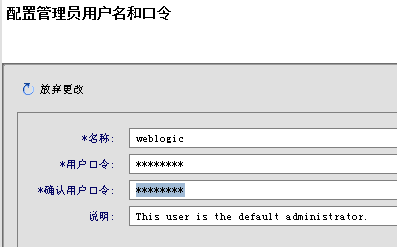 配置管理员用户名和口令
放弃更改
*名称: weblogic
*用户口令: ********
*确认用户口令: ********
说明: This user is the default administrator.